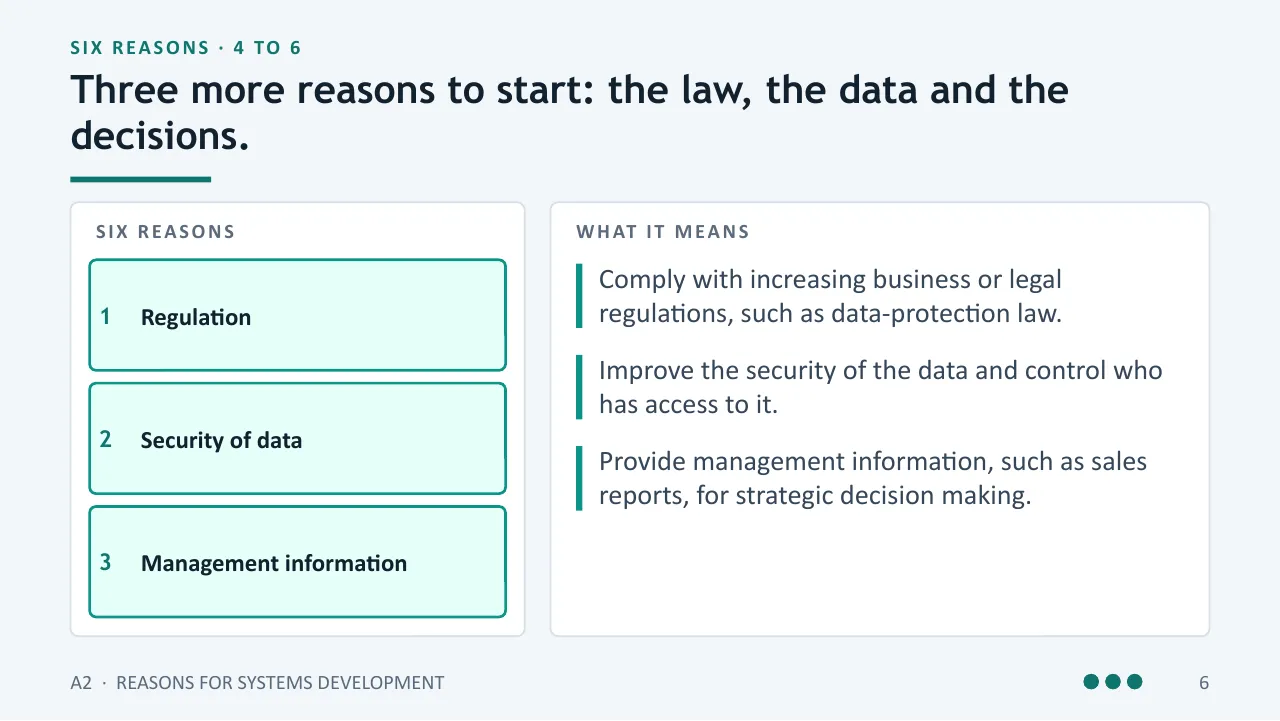 SIX REASONS · 4 TO 6
Three more reasons to start: the law, the data and the
decisions.
SIX REASONS
1 Regulation
2 Security of data
3 Management information
WHAT IT MEANS
Comply with increasing business or legal
regulations, such as data-protection law.
Improve the security of the data and control who
has access to it.
Provide management information, such as sales
reports, for strategic decision making.
A2 · REASONS FOR SYSTEMS DEVELOPMENT
6